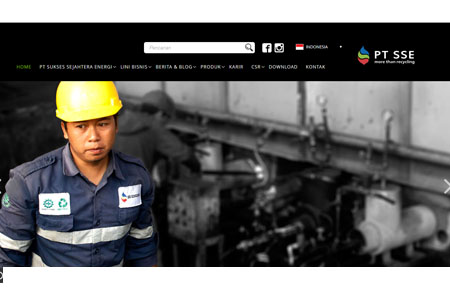 Pencarian
INDONESIA
PT SSE
more than recycling
HOME PT SUKSES SEJAHTERA ENERGI LINI BISNIS BERITA & BLOG PRODUK KARIR CSR DOWNLOAD KONTAK